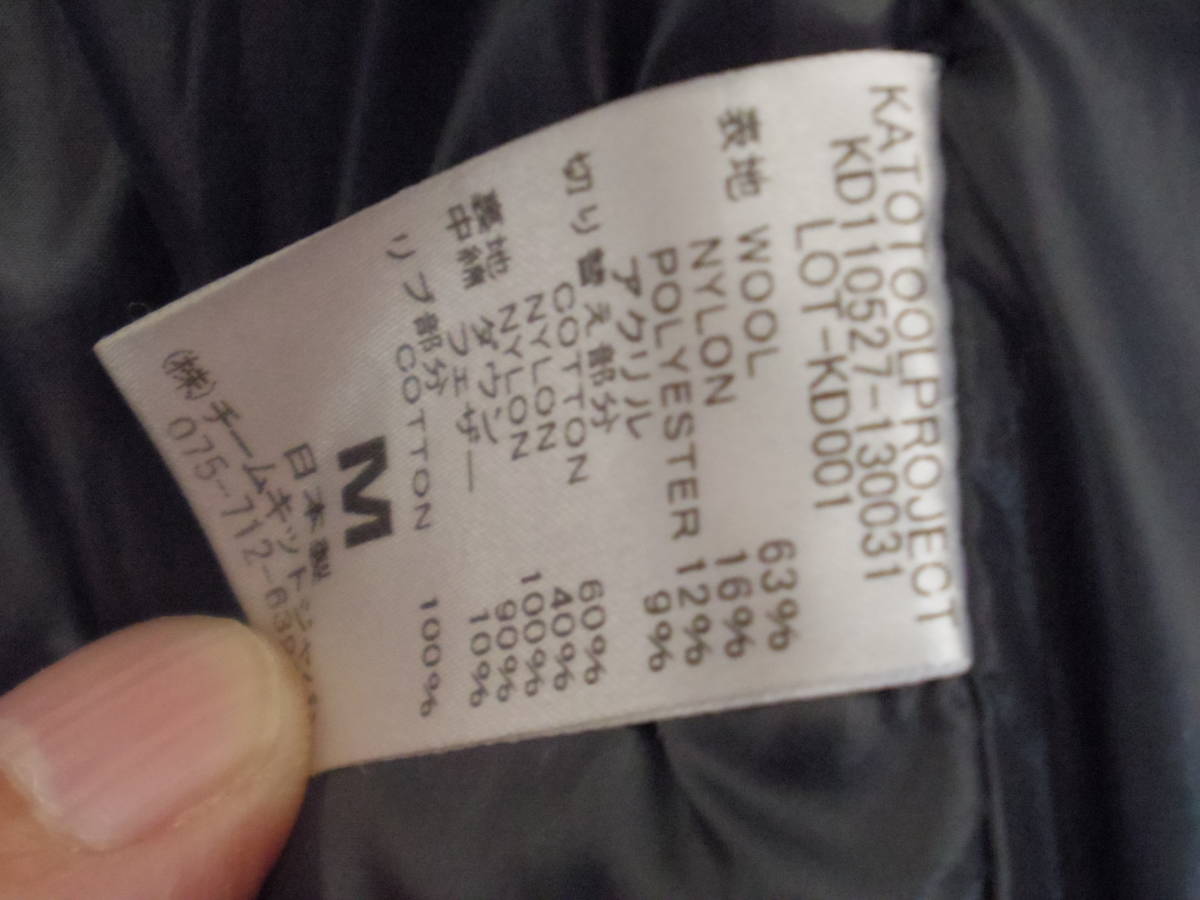 KATO TOOLPROJECT
KD110527-130031
LOT-KD001
表地 WOOL 63%
NYLON 16%
POLYESTER 12%
アクリル 9%
切り替え部分
COTTON 60%
NYLON 40%
裏地 NYLON 100%
中綿 ダウン 90%
フェザー 10%
リブ部分
COTTON 100%
M
日本製
(株)チームキット
075-712-63